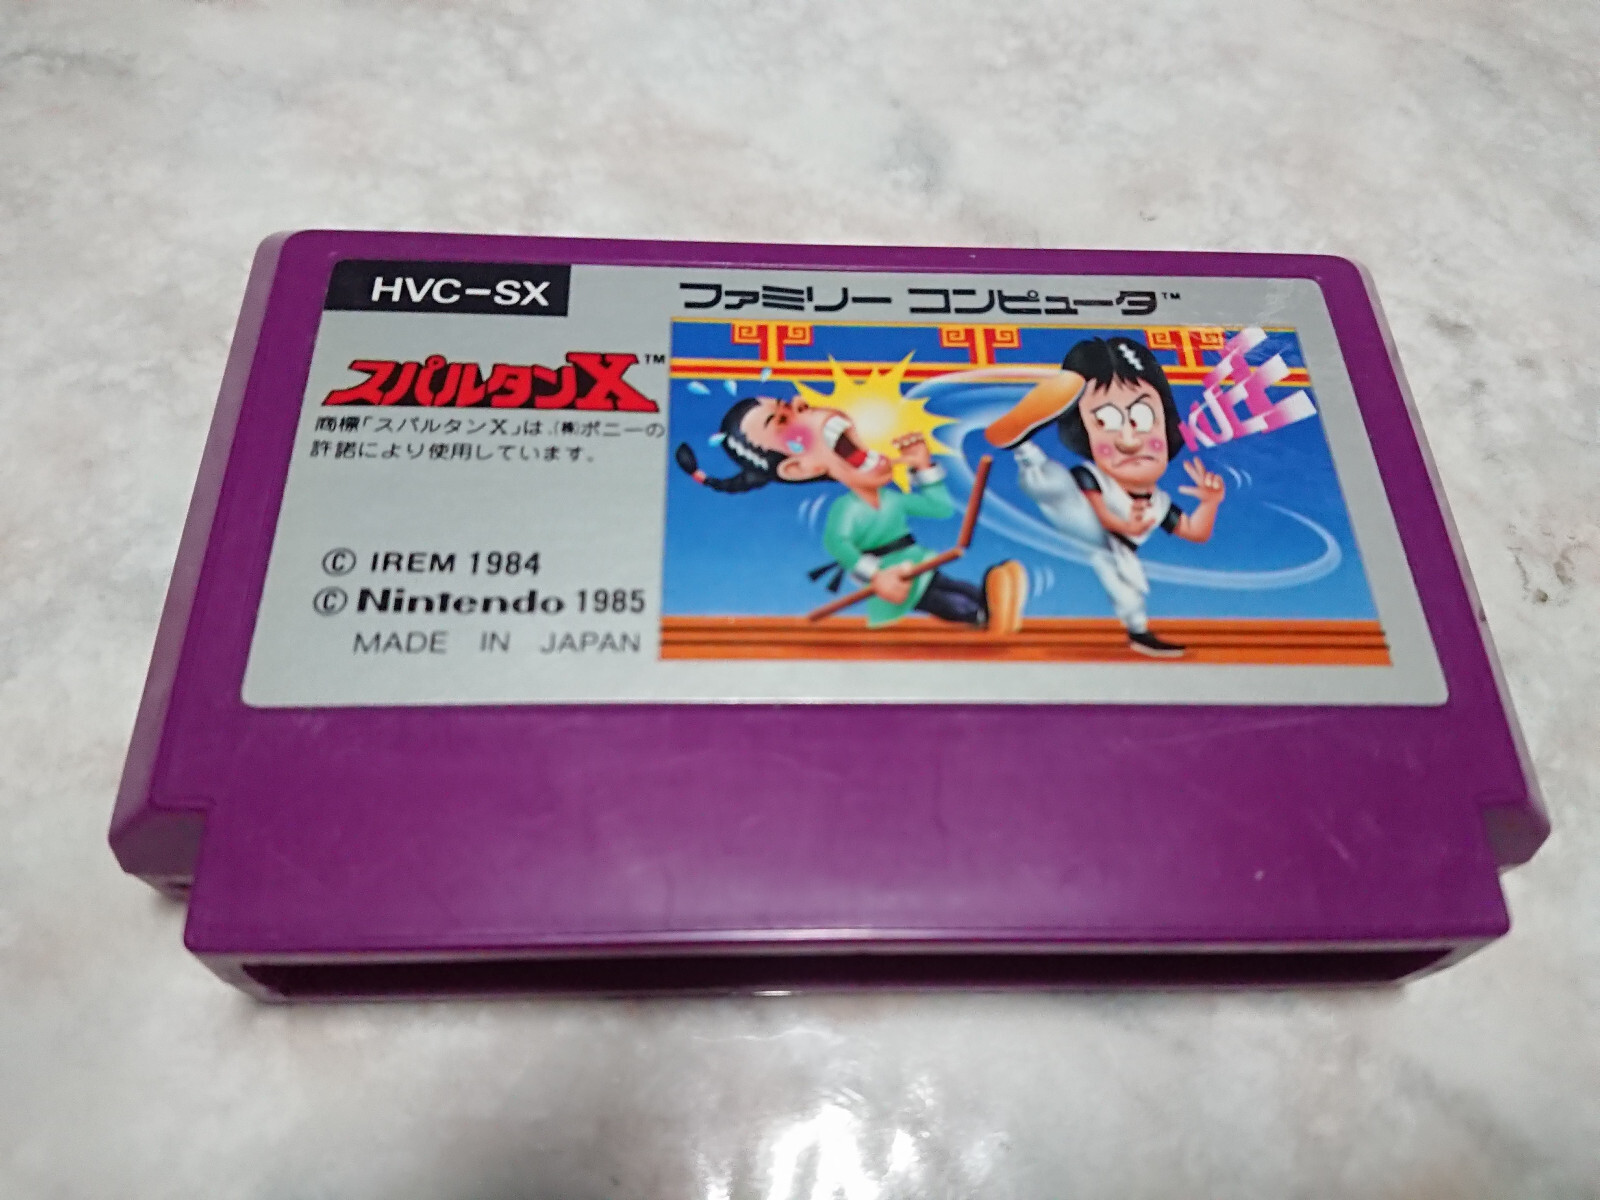 HVC-SX
ファミリー コンピュータ™
スパルタンX™
商標「スパルタンX」は、(株)ポニーの
許諾により使用しています。
© IREM 1984
© Nintendo 1985
MADE IN JAPAN